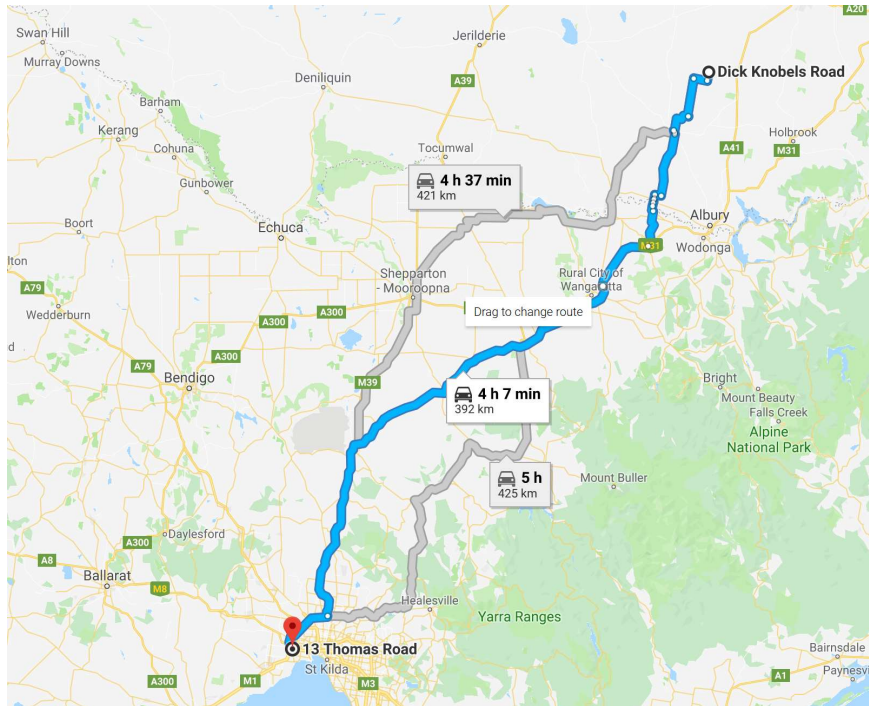 A20
Swan Hill
Murray Downs
Jerilderie
Dick Knobels Road
Deniliquin
A39
Barham
Holbrook
Kerang
Cohuna
Tocumwal
A41
M31
Gunbower
4 h 37 min
421 km
Boort
Echuca
Albury
Wodonga
M31
lton
Shepparton
- Mooroopna
Rural City of
Wangaratta
A79
Wedderburn
A300
A300
Drag to change route
A300
d
A79
M39
Bendigo
4 h 7 min
392 km
Bright
Mount Beauty
Falls Creek
Alpine
National Park
5 h
425 km
Mount Buller
Daylesford
A300
A8
Ballarat
M8
Healesville
Yarra Ranges
13 Thomas Road
St Kilda
Bairnsdale
A300
M1
M3
A1
Paynesv